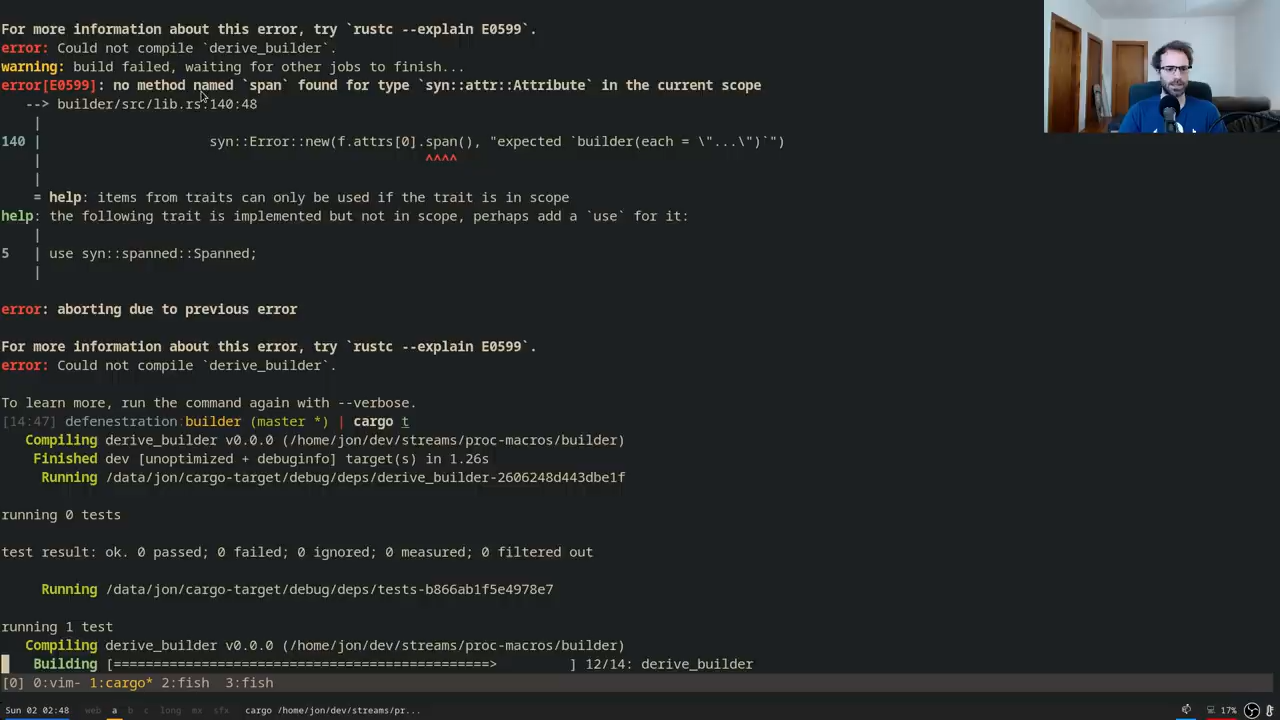 For more information about this error, try `rustc --explain E0599`.
error: Could not compile `derive_builder`.
warning: build failed, waiting for other jobs to finish...
error[E0599]: no method named `span` found for type `syn::attr::Attribute` in the current scope
--> builder/src/lib.rs:140:48
|
140 | syn::Error::new(f.attrs[0].span(), "expected `builder(each = \"...\")`")
| ^^^^
|
= help: items from traits can only be used if the trait is in scope
help: the following trait is implemented but not in scope, perhaps add a `use` for it:
|
5 | use syn::spanned::Spanned;
|
error: aborting due to previous error
For more information about this error, try `rustc --explain E0599`.
error: Could not compile `derive_builder`.
To learn more, run the command again with --verbose.
[14:47] defenestration:builder (master *) | cargo t
Compiling derive_builder v0.0.0 (/home/jon/dev/streams/proc-macros/builder)
Finished dev [unoptimized + debuginfo] target(s) in 1.26s
Running /data/jon/cargo-target/debug/deps/derive_builder-2606248d443dbe1f
running 0 tests
test result: ok. 0 passed; 0 failed; 0 ignored; 0 measured; 0 filtered out
Running /data/jon/cargo-target/debug/deps/tests-b866ab1f5e4978e7
running 1 test
Compiling derive_builder v0.0.0 (/home/jon/dev/streams/proc-macros/builder)
Building [===============================================> ] 12/14: derive_builder
[0] 0:vim- 1:cargo* 2:fish 3:fish
Sun 02 02:48 web a b c long mx sfx cargo /home/jon/dev/streams/pr... 17%